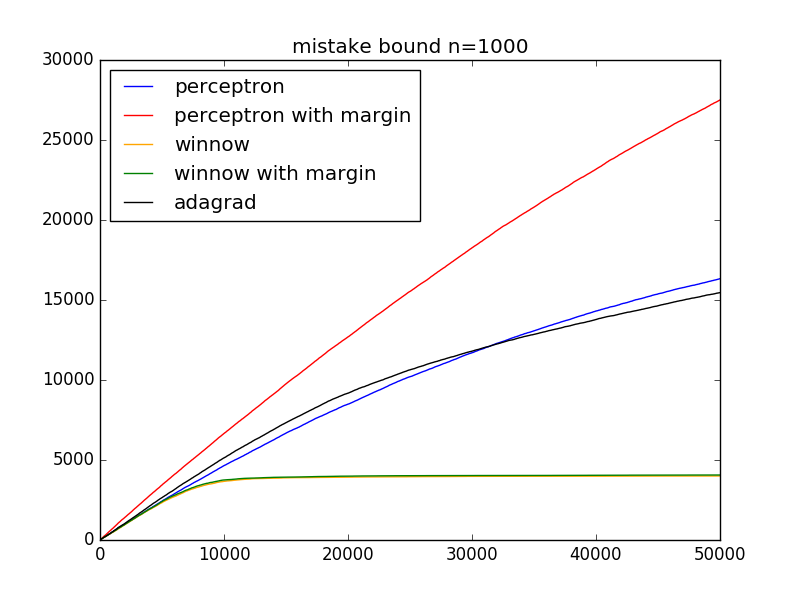 mistake bound n=1000
30000
25000
20000
15000
10000
5000
0
perceptron
perceptron with margin
winnow
winnow with margin
adagrad
0
10000
20000
30000
40000
50000